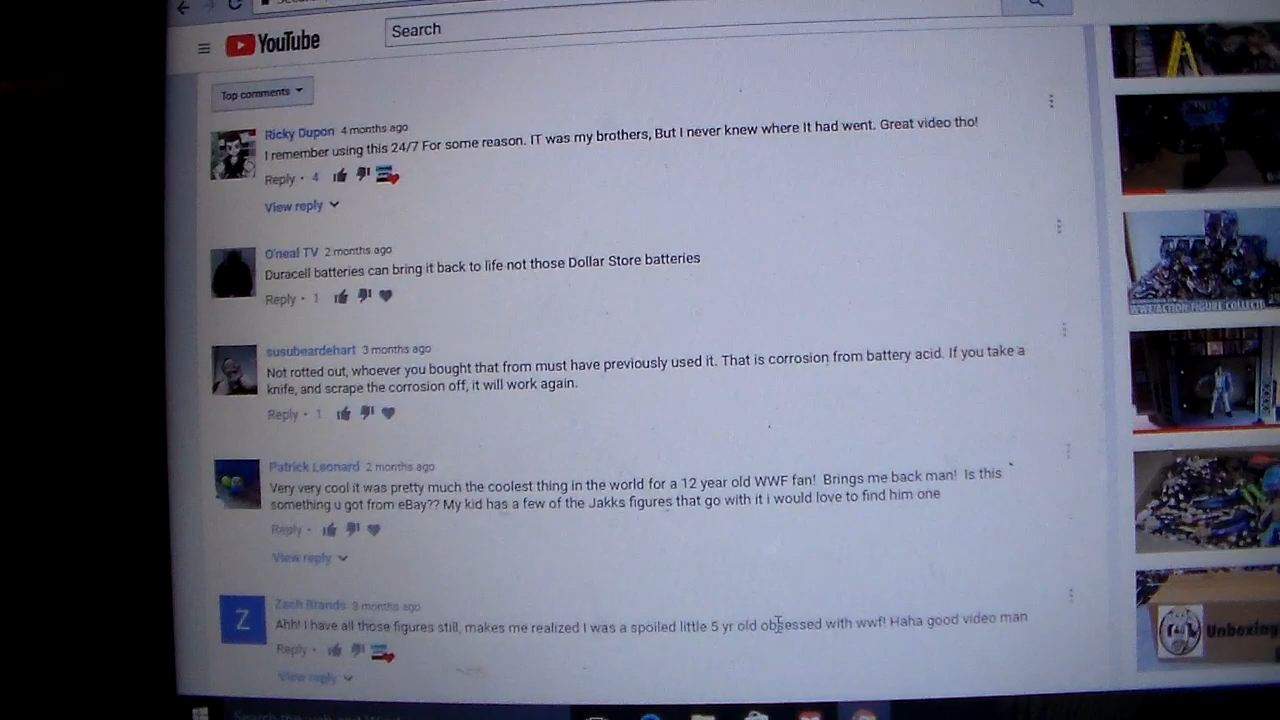 YouTube
Search
Top comments
Ricky Dupon 4 months ago
I remember using this 24/7 For some reason. IT was my brothers, But I never knew where It had went. Great video tho!
Reply • 4
View reply
O'neal TV 2 months ago
Duracell batteries can bring it back to life not those Dollar Store batteries
Reply • 1
susubeardehart 3 months ago
Not rotted out, whoever you bought that from must have previously used it. That is corrosion from battery acid. If you take a
knife, and scrape the corrosion off, it will work again.
Reply • 1
Patrick Leonard 2 months ago
Very very cool it was pretty much the coolest thing in the world for a 12 year old WWF fan! Brings me back man! Is this
something u got from eBay?? My kid has a few of the Jakks figures that go with it i would love to find him one
Reply •
View reply
Z
Zach Brands 3 months ago
Ahh! I have all those figures still, makes me realized I was a spoiled little 5 yr old obsessed with wwf! Haha good video man
Reply •
View reply
WWE ACTION FIGURE COLLECTI
Unboxing